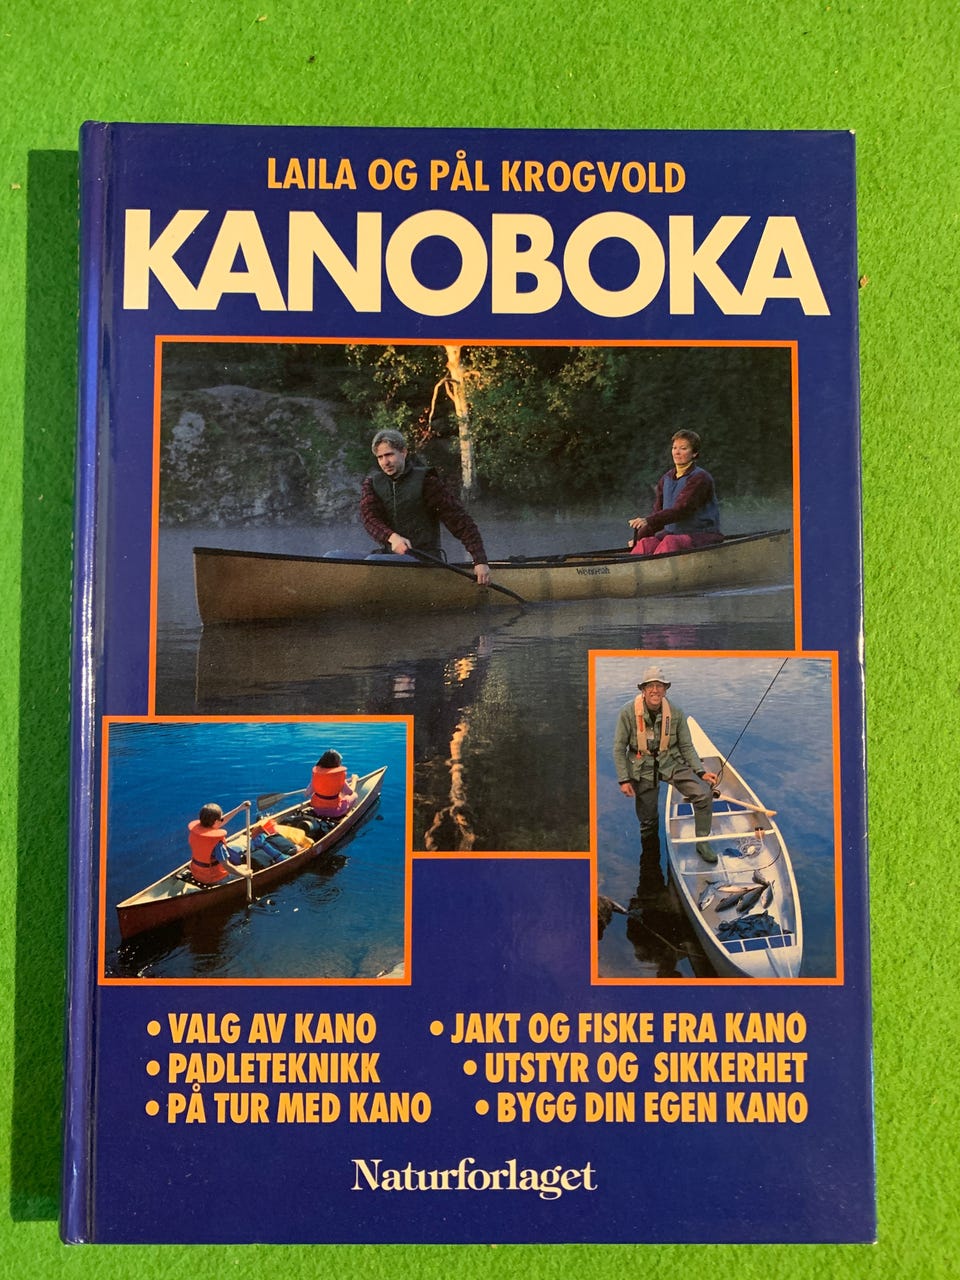 LAILA OG PÅL KROGVOLD
KANOBOKA
• VALG AV KANO
• PADLETEKNIKK
• PÅ TUR MED KANO
• JAKT OG FISKE FRA KANO
• UTSTYR OG SIKKERHET
• BYGG DIN EGEN KANO
Naturforlaget